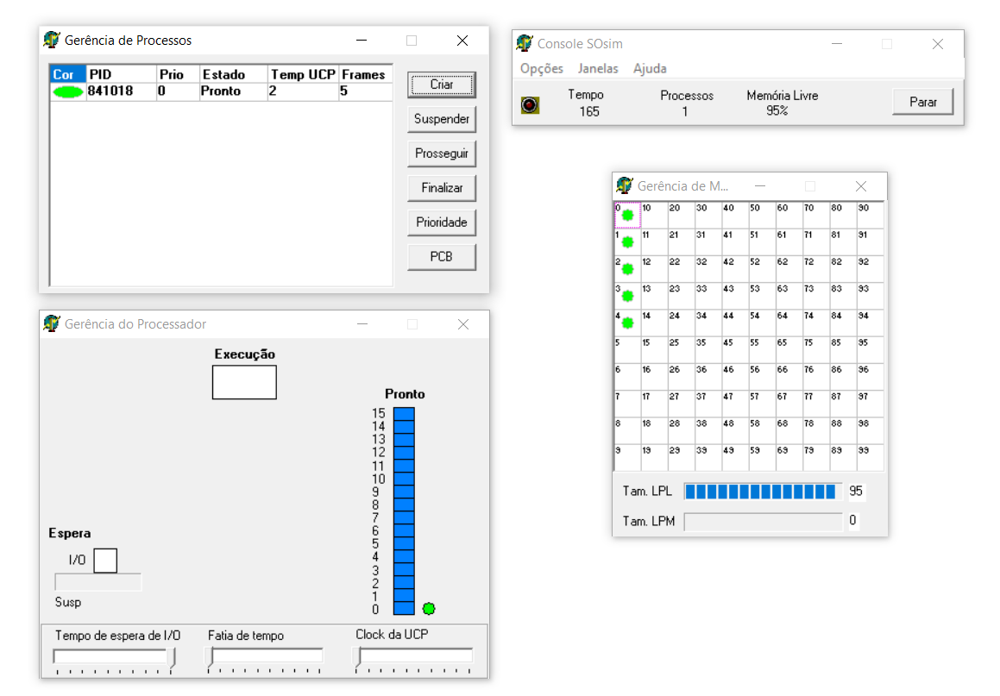 Gerência de Processos
Cor PID Prio Estado Temp UCP Frames
841018 0 Pronto 2 5
Criar
Suspender
Prosseguir
Finalizar
Prioridade
PCB
Console SOsim
Opções Janelas Ajuda
Tempo Processos Memória Livre
165 1 95%
Parar
Gerência do Processador
Execução
Pronto
15
14
13
12
11
10
9
8
7
6
5
4
3
2
1
0
Espera
I/O
Susp
Tempo de espera de I/O Fatia de tempo Clock da UCP
Gerência de M...
0 10 20 30 40 50 60 70 80 90
1 11 21 31 41 51 61 71 81 91
2 12 22 32 42 52 62 72 82 92
3 13 23 33 43 53 63 73 83 93
4 14 24 34 44 54 64 74 84 94
5 15 25 35 45 55 65 75 85 95
6 16 26 36 46 56 66 76 86 96
7 17 27 37 47 57 67 77 87 97
8 18 28 38 48 58 68 78 88 98
9 19 29 39 49 59 69 79 89 99
Tam. LPL 95
Tam. LPM 0